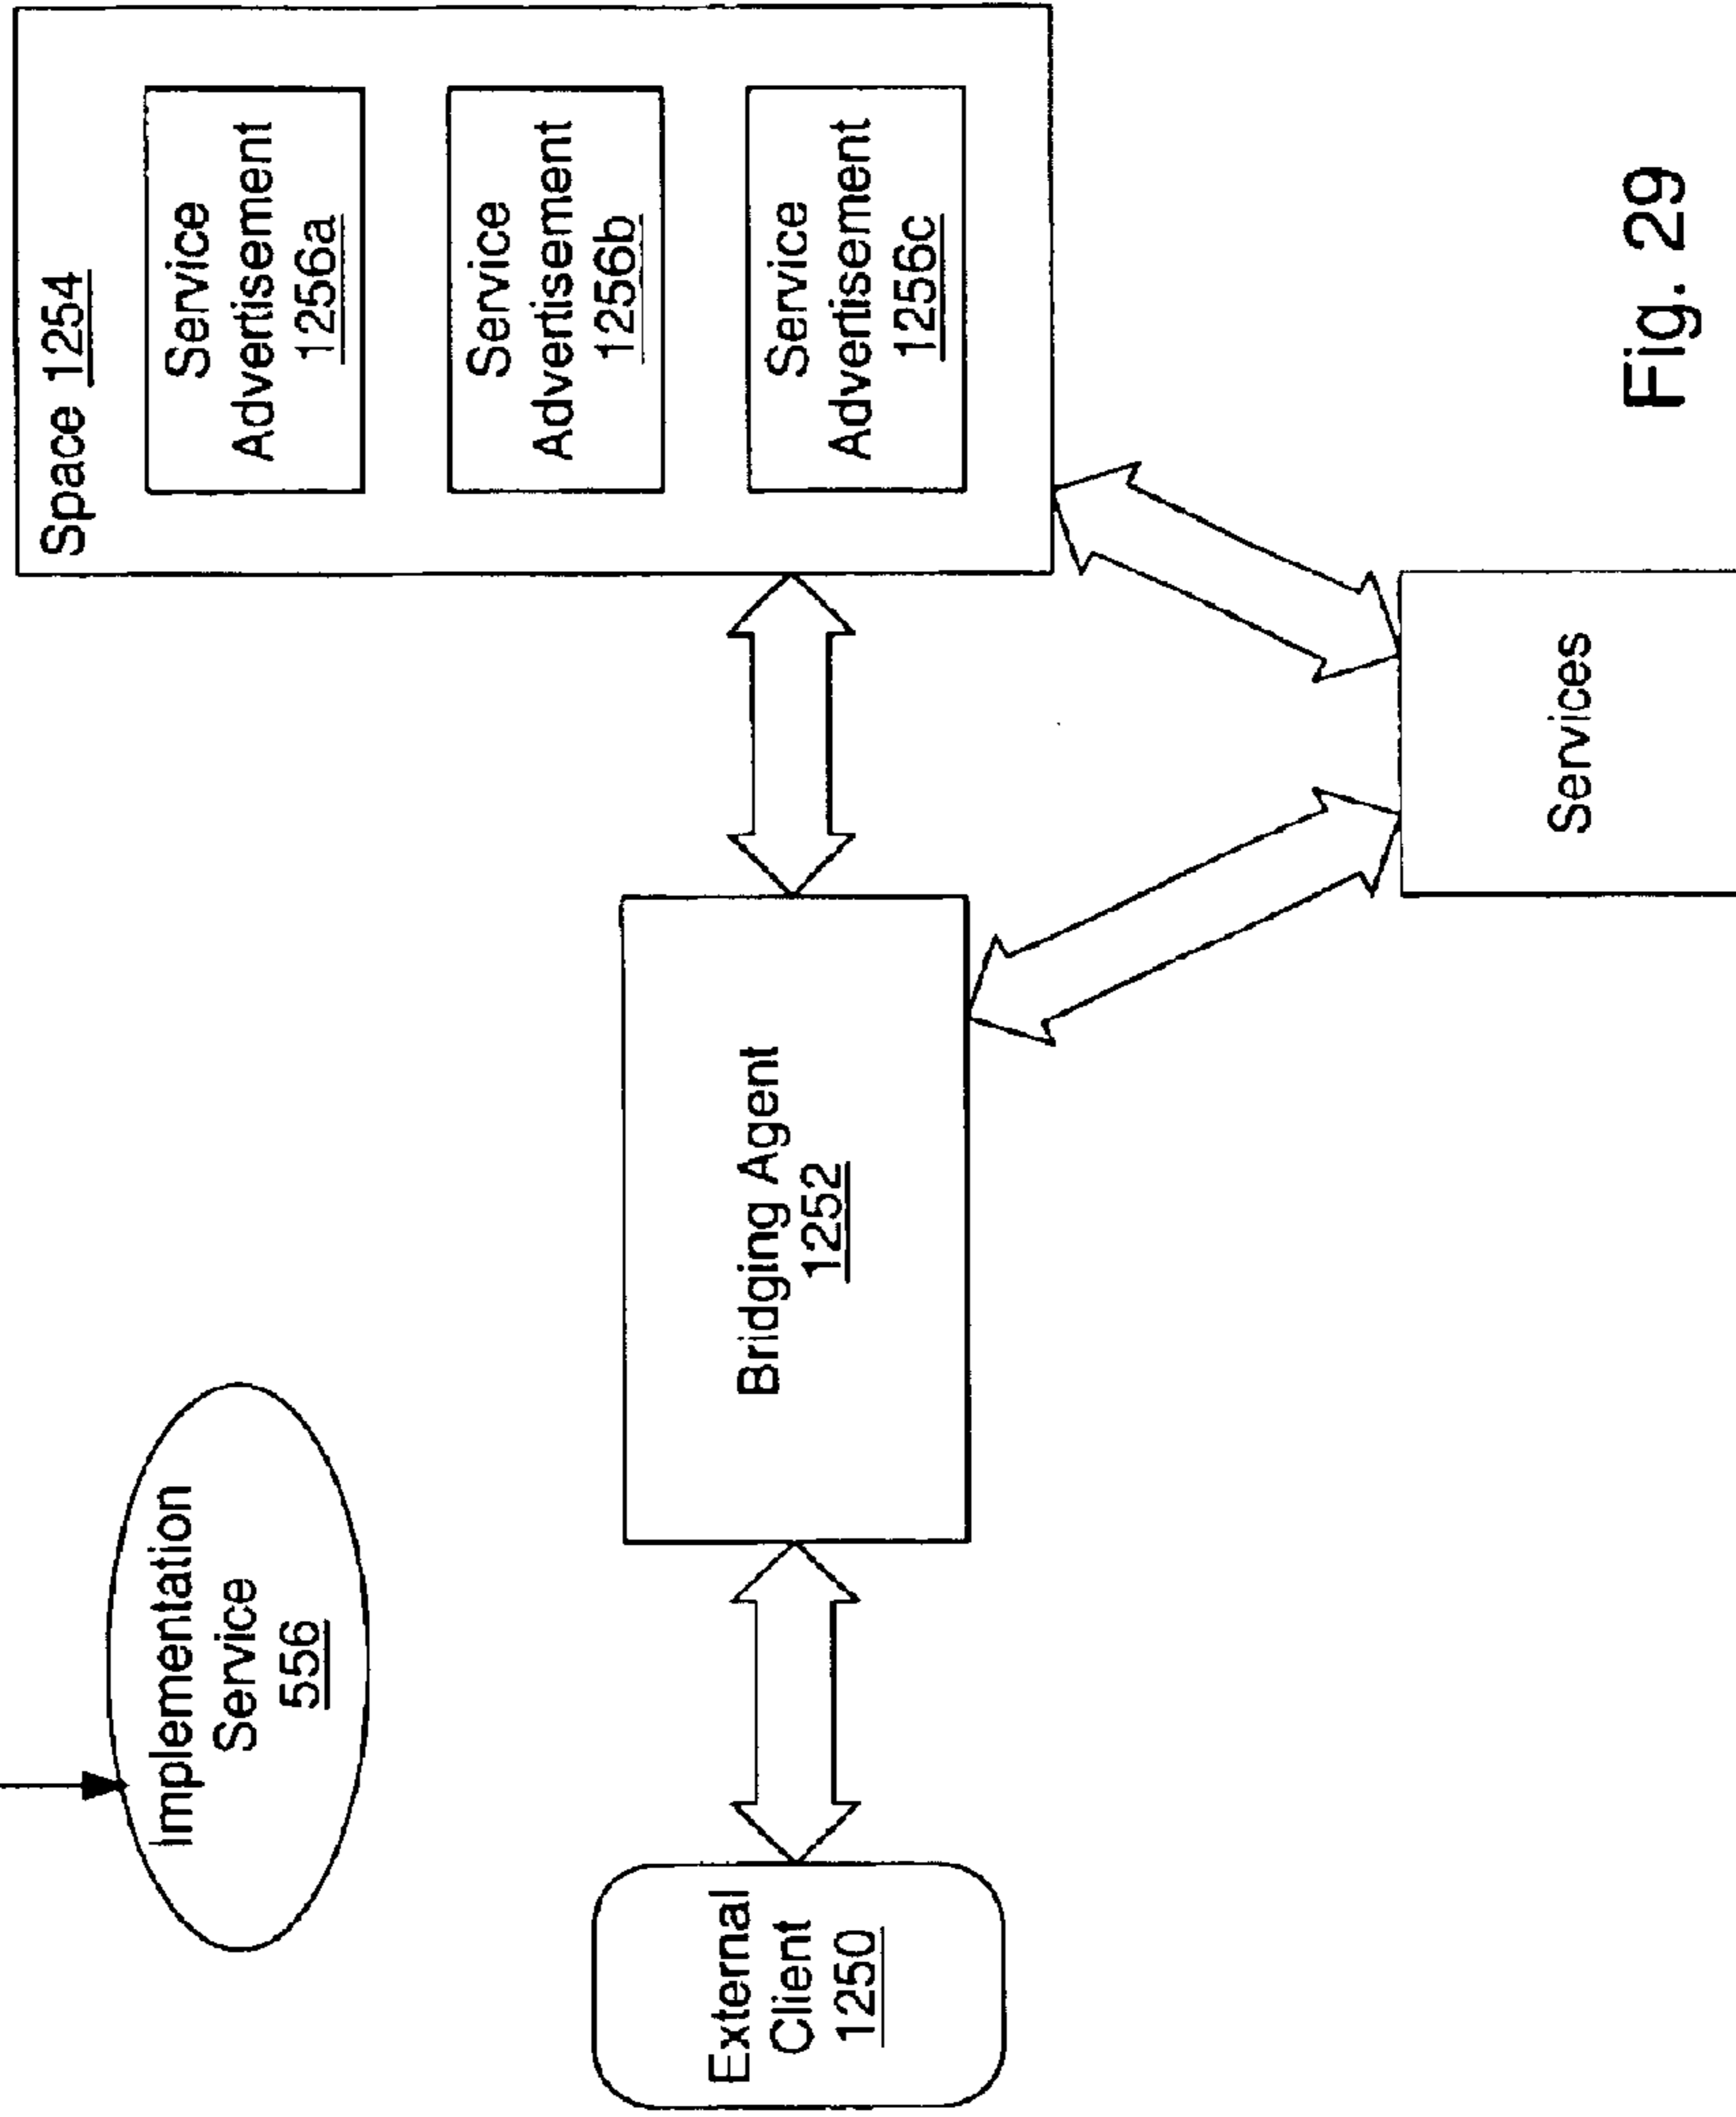 Implementation
Service
556
Space 1254
Service
Advertisement
1256a
Service
Advertisement
1256b
Service
Advertisement
1256c
External
Client
1250
Bridging Agent
1252
Services
Fig. 29